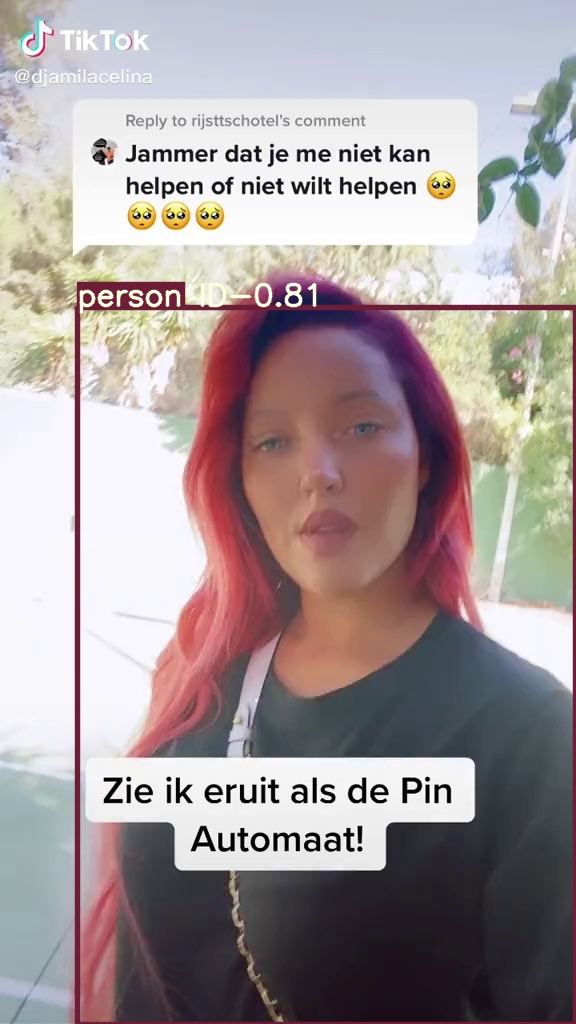 TikTok
@djamilacelina
Reply to rijsttschotel's comment
Jammer dat je me niet kan
helpen of niet wilt helpen 🥺
🥺🥺🥺
person ID-0.81
Zie ik eruit als de Pin
Automaat!